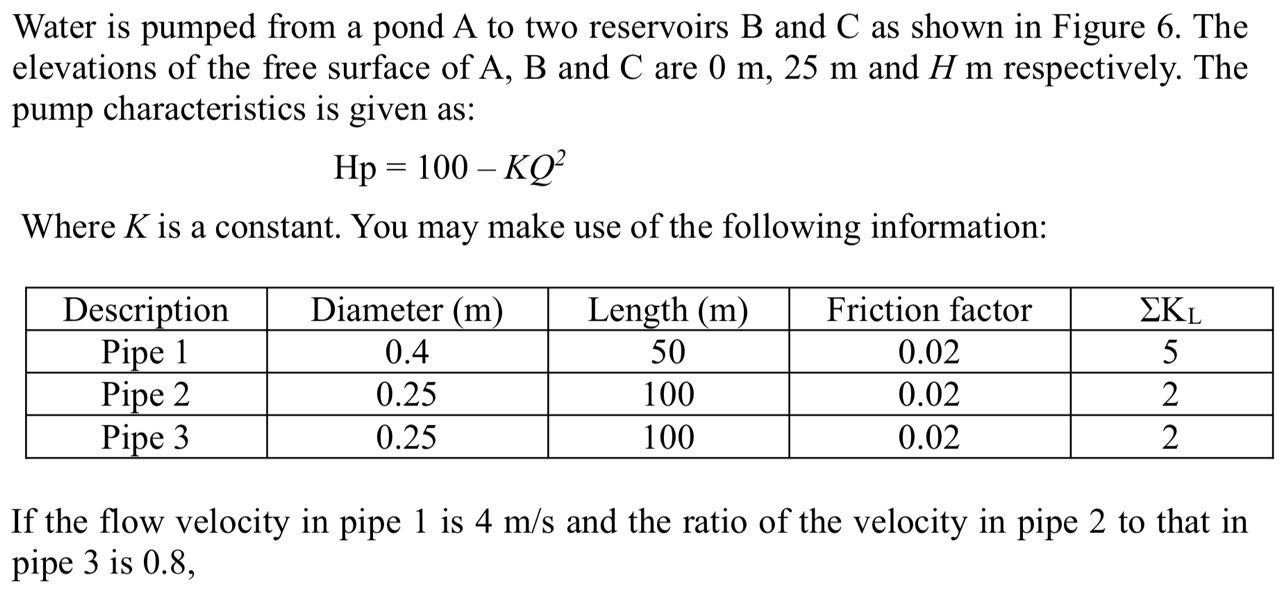 Water is pumped from a pond A to two reservoirs B and C as shown in Figure 6. The
elevations of the free surface of A, B and C are 0 m, 25 m and H m respectively. The
pump characteristics is given as:
Hp = 100 – KQ²
Where K is a constant. You may make use of the following information:
Description Diameter (m) Length (m) Friction factor ΣK_L
Pipe 1 0.4 50 0.02 5
Pipe 2 0.25 100 0.02 2
Pipe 3 0.25 100 0.02 2
If the flow velocity in pipe 1 is 4 m/s and the ratio of the velocity in pipe 2 to that in
pipe 3 is 0.8,